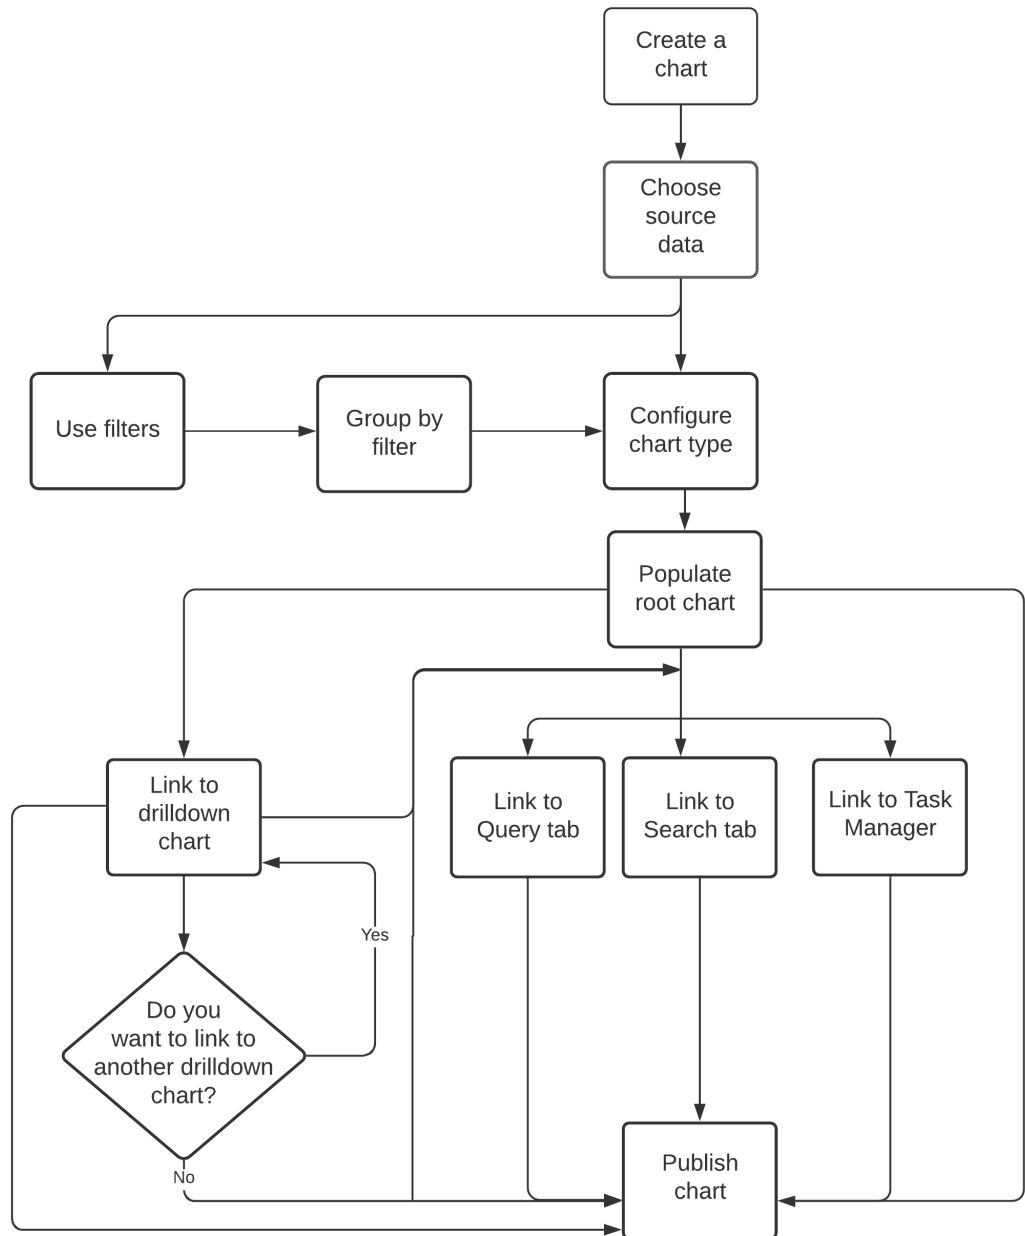 Create a
chart
Choose
source
data
Use filters
Group by
filter
Configure
chart type
Populate
root chart
Link to
drilldown
chart
Link to
Query tab
Link to
Search tab
Link to Task
Manager
Yes
Do you
want to link to
another drilldown
chart?
No
Publish
chart